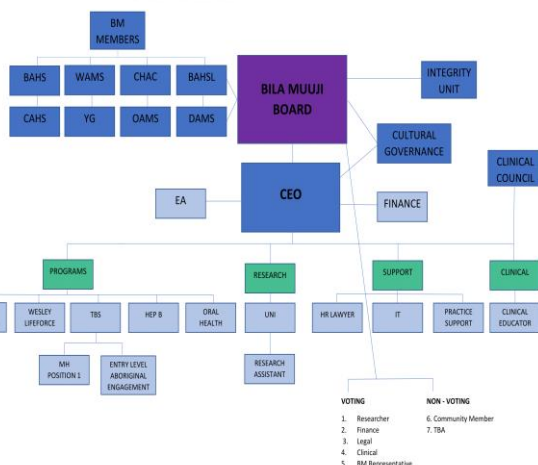 BM
MEMBERS
BAHS
WAMS
CHAC
BAHSL
CAHS
YG
OAMS
DAMS
BILA MUUJI
BOARD
INTEGRITY
UNIT
CULTURAL
GOVERNANCE
CLINICAL
COUNCIL
EA
CEO
FINANCE
PROGRAMS
RESEARCH
SUPPORT
CLINICAL
WESLEY
LIFEFORCE
TBS
HEP B
ORAL
HEALTH
UNI
HR LAWYER
IT
PRACTICE
SUPPORT
CLINICAL
EDUCATOR
MH
POSITION 1
ENTRY LEVEL
ABORIGINAL
ENGAGEMENT
RESEARCH
ASSISTANT
VOTING
1. Researcher
2. Finance
3. Legal
4. Clinical
5. BM Representative
NON - VOTING
6. Community Member
7. TBA